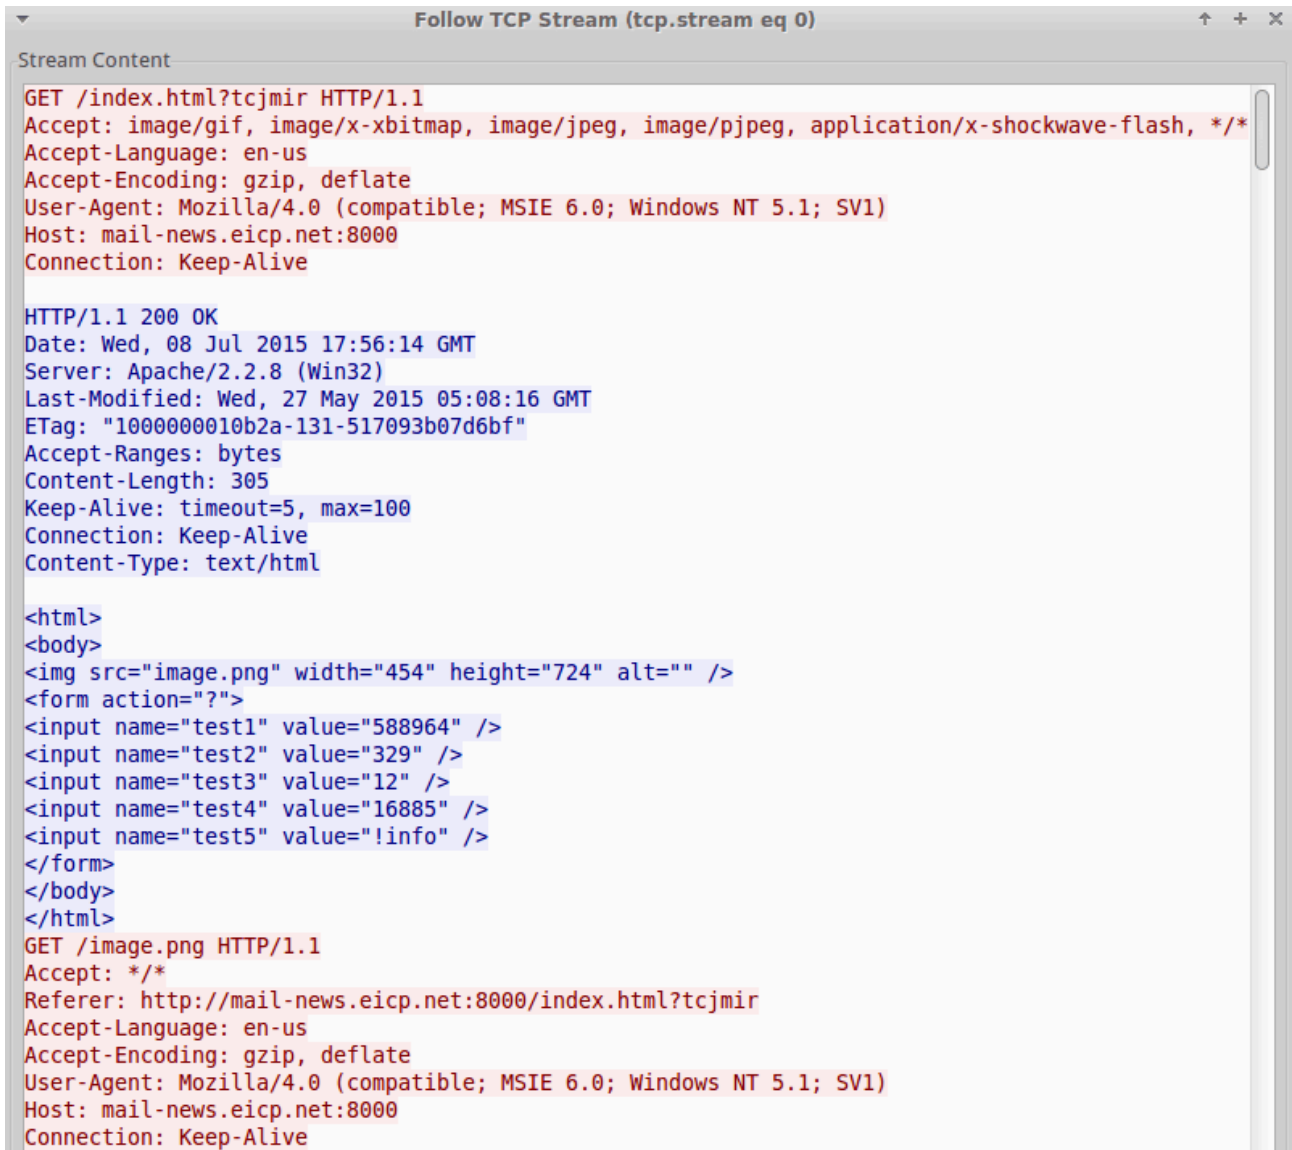 Follow TCP Stream (tcp.stream eq 0)
Stream Content
GET /index.html?tcjmir HTTP/1.1
Accept: image/gif, image/x-xbitmap, image/jpeg, image/pjpeg, application/x-shockwave-flash, */*
Accept-Language: en-us
Accept-Encoding: gzip, deflate
User-Agent: Mozilla/4.0 (compatible; MSIE 6.0; Windows NT 5.1; SV1)
Host: mail-news.eicp.net:8000
Connection: Keep-Alive

HTTP/1.1 200 OK
Date: Wed, 08 Jul 2015 17:56:14 GMT
Server: Apache/2.2.8 (Win32)
Last-Modified: Wed, 27 May 2015 05:08:16 GMT
ETag: "1000000010b2a-131-517093b07d6bf"
Accept-Ranges: bytes
Content-Length: 305
Keep-Alive: timeout=5, max=100
Connection: Keep-Alive
Content-Type: text/html

<html>
<body>
<img src="image.png" width="454" height="724" alt="" />
<form action="?">
<input name="test1" value="588964" />
<input name="test2" value="329" />
<input name="test3" value="12" />
<input name="test4" value="16885" />
<input name="test5" value="!info" />
</form>
</body>
</html>
GET /image.png HTTP/1.1
Accept: */*
Referer: http://mail-news.eicp.net:8000/index.html?tcjmir
Accept-Language: en-us
Accept-Encoding: gzip, deflate
User-Agent: Mozilla/4.0 (compatible; MSIE 6.0; Windows NT 5.1; SV1)
Host: mail-news.eicp.net:8000
Connection: Keep-Alive